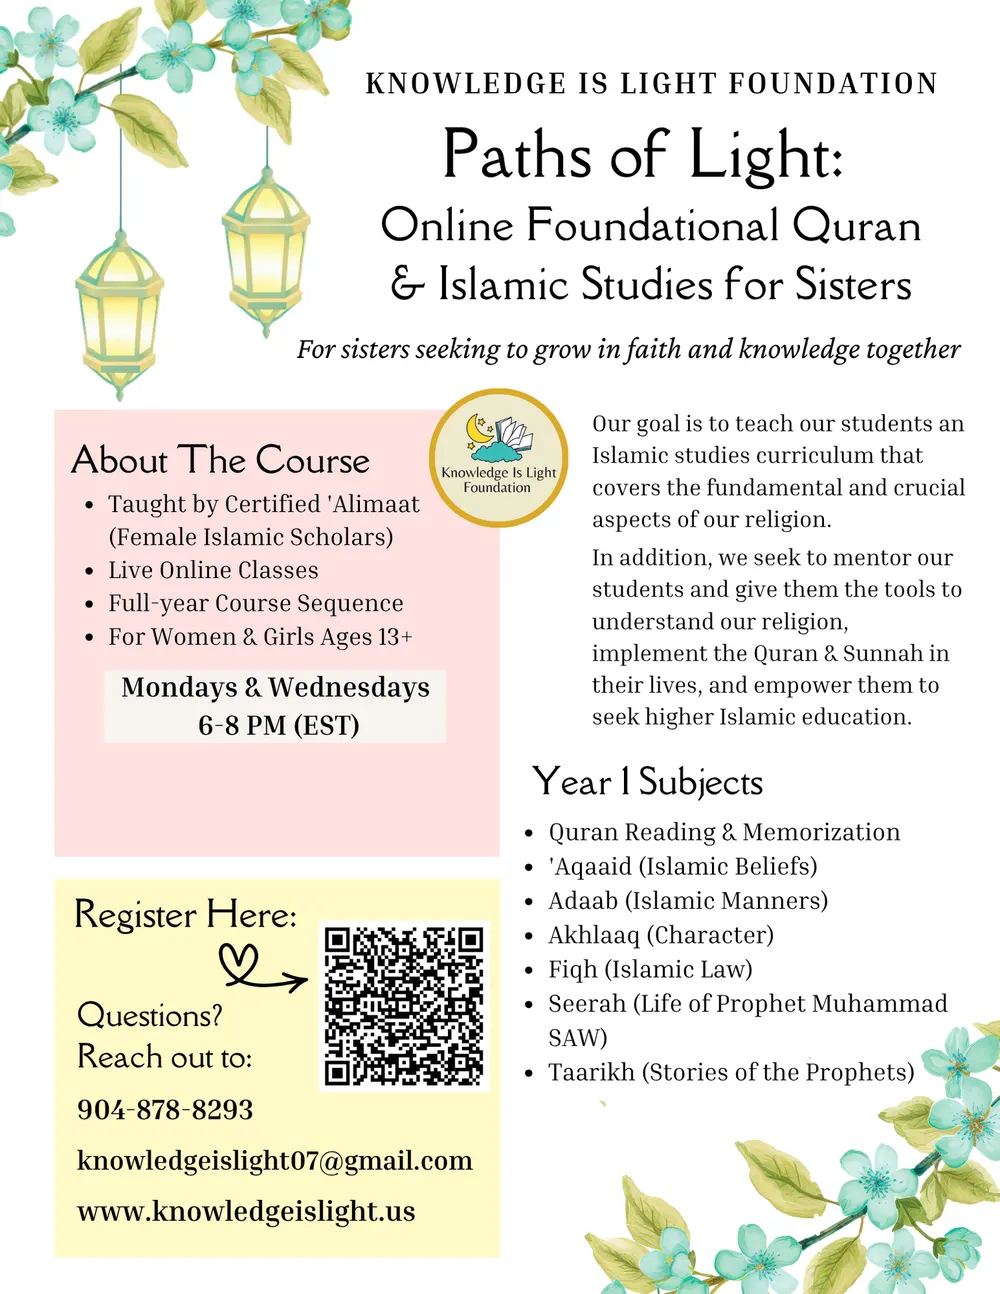 KNOWLEDGE IS LIGHT FOUNDATION
Paths of Light:
Online Foundational Quran
& Islamic Studies for Sisters
For sisters seeking to grow in faith and knowledge together
About The Course
• Taught by Certified 'Alimaat
(Female Islamic Scholars)
• Live Online Classes
• Full-year Course Sequence
• For Women & Girls Ages 13+
Mondays & Wednesdays
6-8 PM (EST)
Knowledge Is Light
Foundation
Our goal is to teach our students an
Islamic studies curriculum that
covers the fundamental and crucial
aspects of our religion.
In addition, we seek to mentor our
students and give them the tools to
understand our religion,
implement the Quran & Sunnah in
their lives, and empower them to
seek higher Islamic education.
Year 1 Subjects
• Quran Reading & Memorization
• 'Aqaaid (Islamic Beliefs)
• Adaab (Islamic Manners)
• Akhlaaq (Character)
• Fiqh (Islamic Law)
• Seerah (Life of Prophet Muhammad
SAW)
• Taarikh (Stories of the Prophets)
Register Here:
Questions?
Reach out to:
904-878-8293
knowledgeislight07@gmail.com
www.knowledgeislight.us